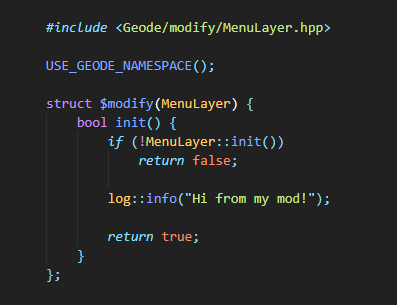 #include <Geode/modify/MenuLayer.hpp>
USE_GEODE_NAMESPACE();
struct $modify(MenuLayer) {
bool init() {
if (!MenuLayer::init())
return false;
log::info("Hi from my mod!");
return true;
}
};